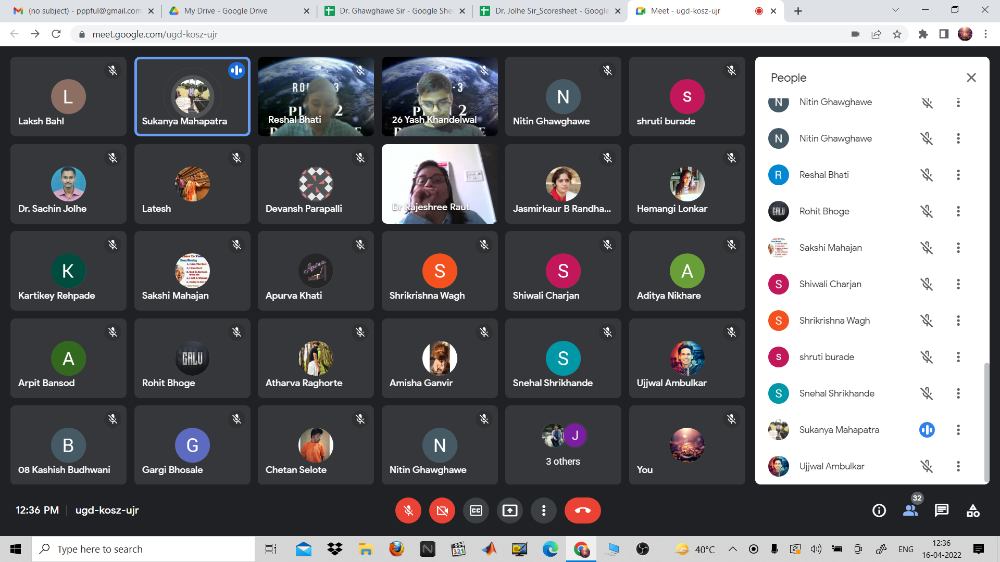 (no subject) - pppful@gmail.com
My Drive - Google Drive
Dr. Ghawghawe Sir - Google She
Dr. Jolhe Sir_Scoresheet - Google
Meet - ugd-kosz-ujr
meet.google.com/ugd-kosz-ujr
L
Laksh Bahl
Sukanya Mahapatra
Reshal Bhati
26 Yash Khandelwal
N
Nitin Ghawghawe
s
shruti burade
Dr. Sachin Jolhe
Latesh
Devansh Parapalli
Dr Rajeshree Raut
Jasmirkaur B Randha...
Hemangi Lonkar
K
Kartikey Rehpade
Sakshi Mahajan
Apurva
Apurva Khati
S
Shrikrishna Wagh
S
Shiwali Charjan
A
Aditya Nikhare
A
Arpit Bansod
GALU
Rohit Bhoge
Atharva Raghorte
Amisha Ganvir
S
Snehal Shrikhande
Ujjwal Ambulkar
B
08 Kashish Budhwani
G
Gargi Bhosale
Chetan Selote
N
Nitin Ghawghawe
J
3 others
You
People
N
Nitin Ghawghawe
N
Nitin Ghawghawe
R
Reshal Bhati
GALU
Rohit Bhoge
Sakshi Mahajan
S
Shiwali Charjan
S
Shrikrishna Wagh
s
shruti burade
S
Snehal Shrikhande
Sukanya Mahapatra
Ujjwal Ambulkar
12:36 PM | ugd-kosz-ujr
CC
32
Type here to search
N
321
40°C
ENG
12:36
16-04-2022